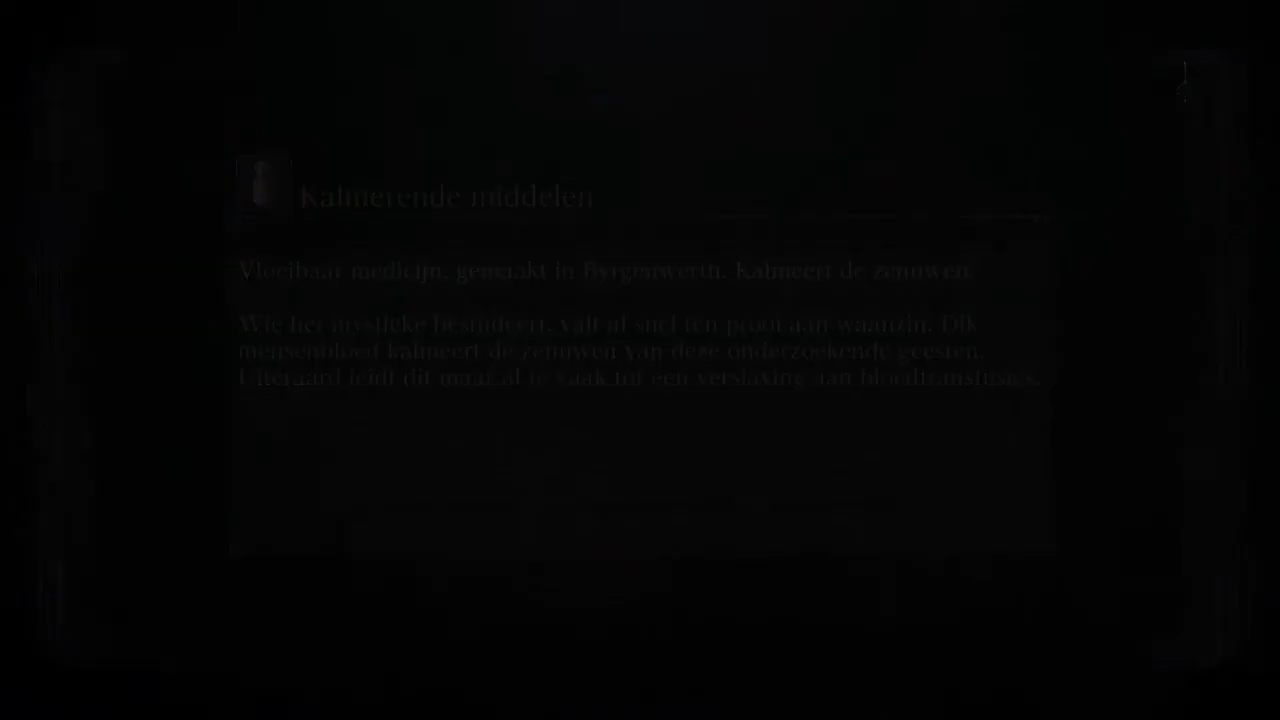 Kalmerende middelen
Vloeibaar medicijn, gemaakt in Byrgenwerth. Kalmeert de zenuwen.
Wie het mystieke bestudeert, valt al snel ten prooi aan waanzin. Dik
mensenbloed kalmeert de zenuwen van deze onderzoekende geesten.
Uiteraard leidt dit maar al te vaak tot een verslaving aan bloedtransfusies.